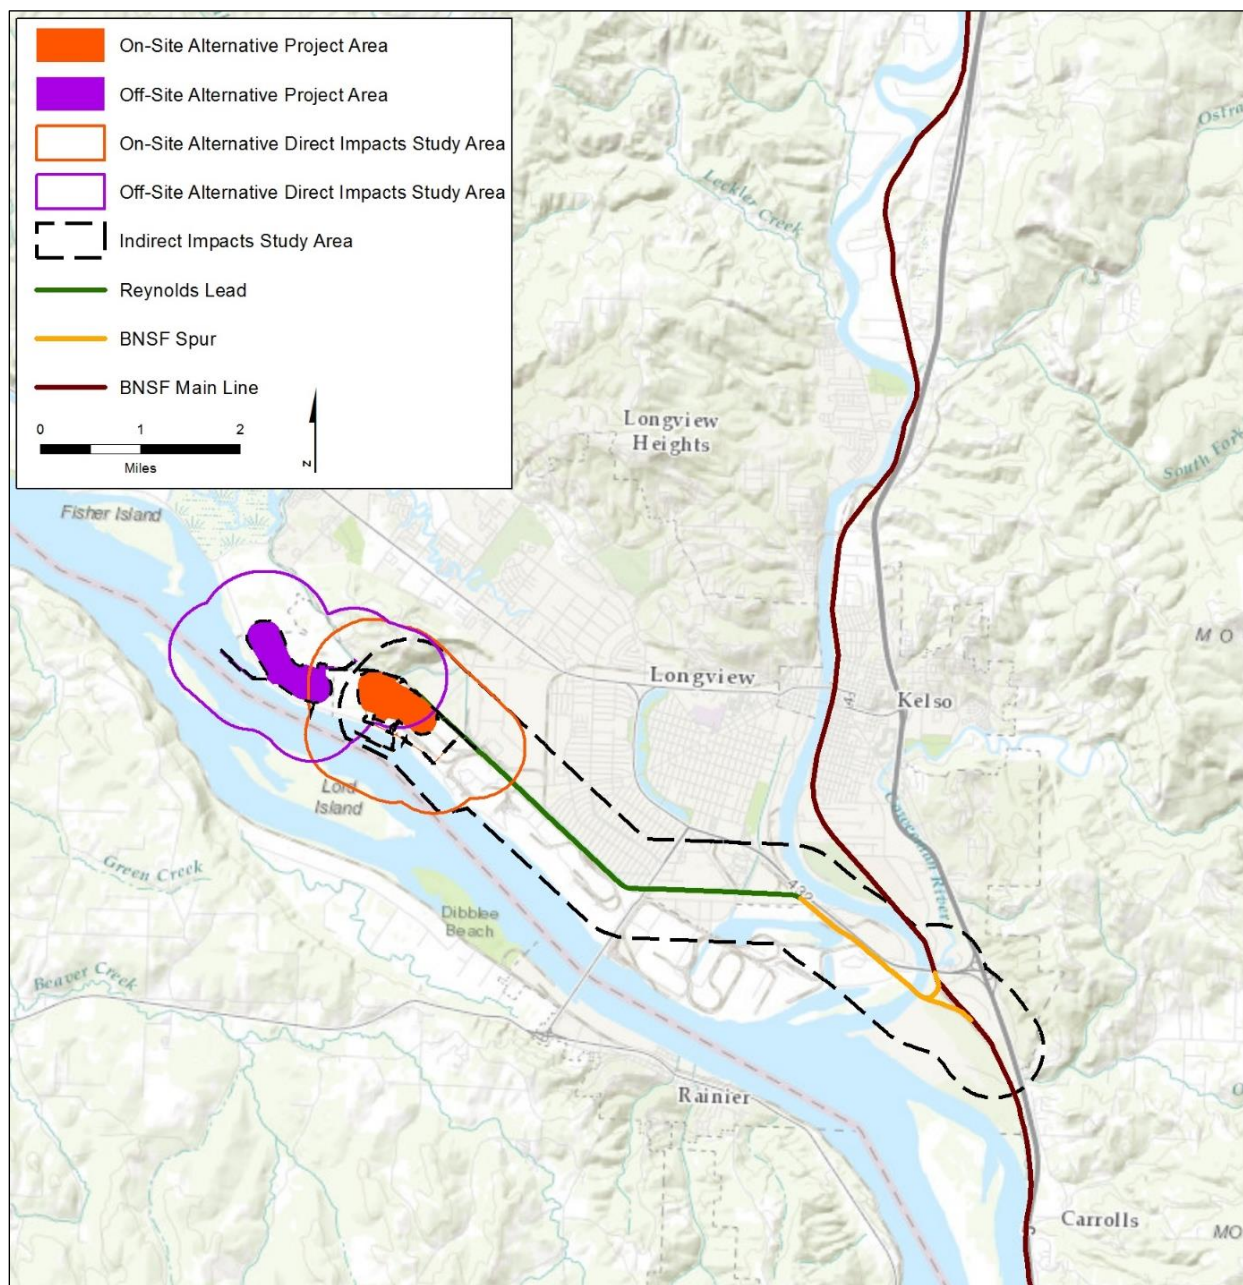 On-Site Alternative Project Area
Off-Site Alternative Project Area
On-Site Alternative Direct Impacts Study Area
Off-Site Alternative Direct Impacts Study Area
Indirect Impacts Study Area
Reynolds Lead
BNSF Spur
BNSF Main Line
0 1 2
Miles
N
Leckler Creek
Ostra
Longview
Heights
South Fork
Fisher Island
M O
Longview
Kelso
Lord
Island
Coweeman River
Green Creek
432
Dibblee
Beach
Beaver Creek
Rainier
O
Carrolls
MO